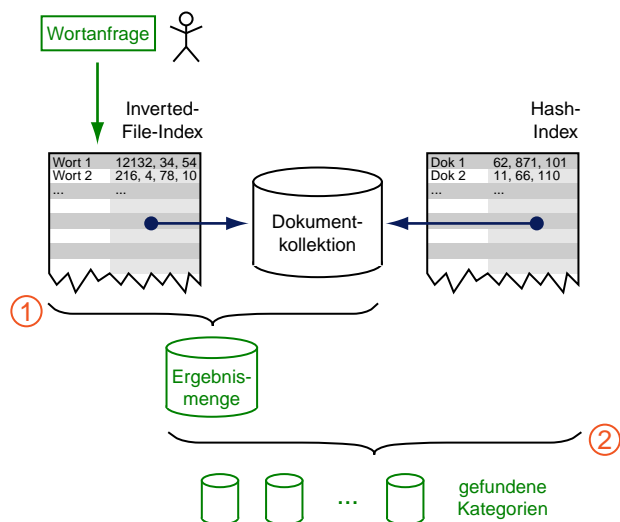 Wortanfrage
Inverted-
File-Index
Hash-
Index
Wort 1 12132, 34, 54
Wort 2 216, 4, 78, 10
... ...
Dok 1 62, 871, 101
Dok 2 11, 66, 110
... ...
Dokument-
kollektion
1
Ergebnis-
menge
2
...
gefundene
Kategorien